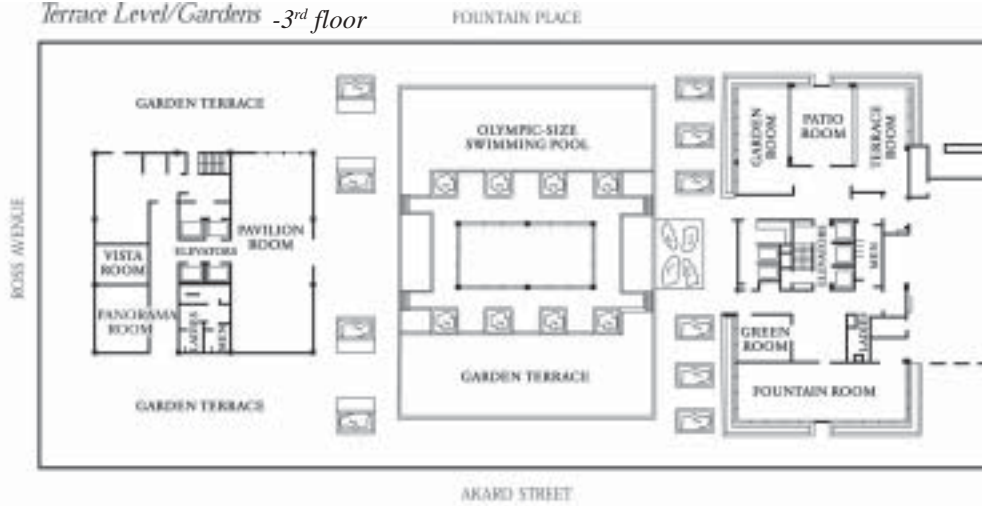 Terrace Level/Gardens -3rd floor
FOUNTAIN PLACE
GARDEN TERRACE
OLYMPIC-SIZE
SWIMMING POOL
GARDEN
ROOM
PATIO
ROOM
TERRACE
ROOM
ROSS AVENUE
PAVILION
ROOM
ELEVATORS
VISTA
ROOM
PANORAMA
ROOM
LADIES
MEN
ELEVATORS
MEN
GREEN
ROOM
LADIES
GARDEN TERRACE
FOUNTAIN ROOM
GARDEN TERRACE
AKARD STREET